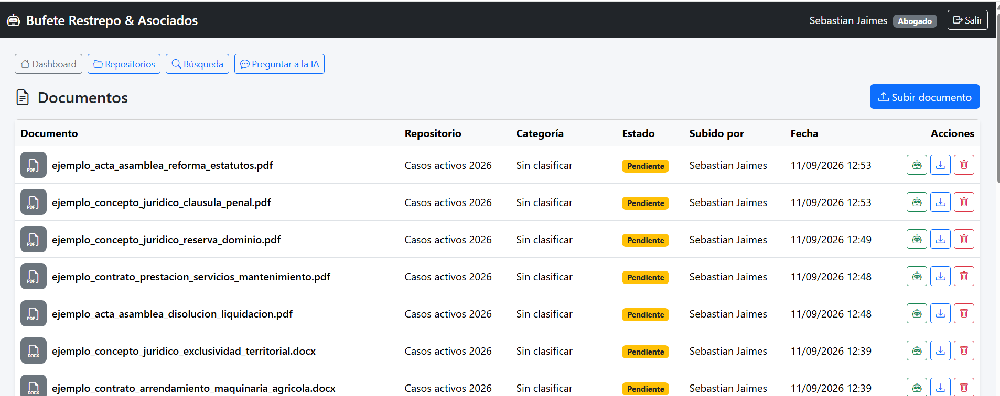 Bufete Restrepo & Asociados Sebastian Jaimes Abogado Salir
Dashboard Repositorios Búsqueda Preguntar a la IA
Documentos Subir documento
Documento Repositorio Categoría Estado Subido por Fecha Acciones
PDF ejemplo_acta_asamblea_reforma_estatutos.pdf Casos activos 2026 Sin clasificar Pendiente Sebastian Jaimes 11/09/2026 12:53
PDF ejemplo_concepto_juridico_clausula_penal.pdf Casos activos 2026 Sin clasificar Pendiente Sebastian Jaimes 11/09/2026 12:53
PDF ejemplo_concepto_juridico_reserva_dominio.pdf Casos activos 2026 Sin clasificar Pendiente Sebastian Jaimes 11/09/2026 12:49
PDF ejemplo_contrato_prestacion_servicios_mantenimiento.pdf Casos activos 2026 Sin clasificar Pendiente Sebastian Jaimes 11/09/2026 12:48
PDF ejemplo_acta_asamblea_disolucion_liquidacion.pdf Casos activos 2026 Sin clasificar Pendiente Sebastian Jaimes 11/09/2026 12:48
DOCX ejemplo_concepto_juridico_exclusividad_territorial.docx Casos activos 2026 Sin clasificar Pendiente Sebastian Jaimes 11/09/2026 12:39
DOCX ejemplo_contrato_arrendamiento_maquinaria_agricola.docx Casos activos 2026 Sin clasificar Pendiente Sebastian Jaimes 11/09/2026 12:39